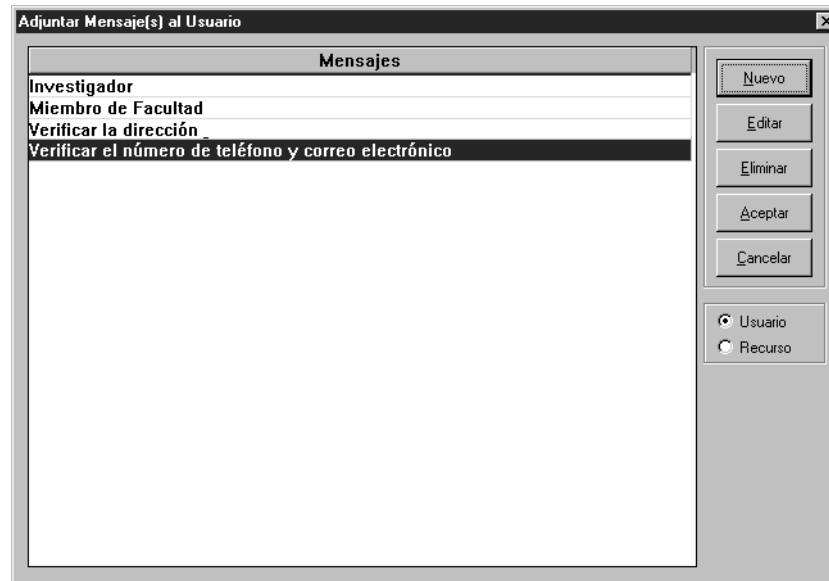 Adjuntar Mensaje(s) al Usuario
Mensajes
Investigador
Miembro de Facultad
Verificar la dirección _
Verificar el número de teléfono y correo electrónico
Nuevo
Editar
Eliminar
Aceptar
Cancelar
Usuario
Recurso